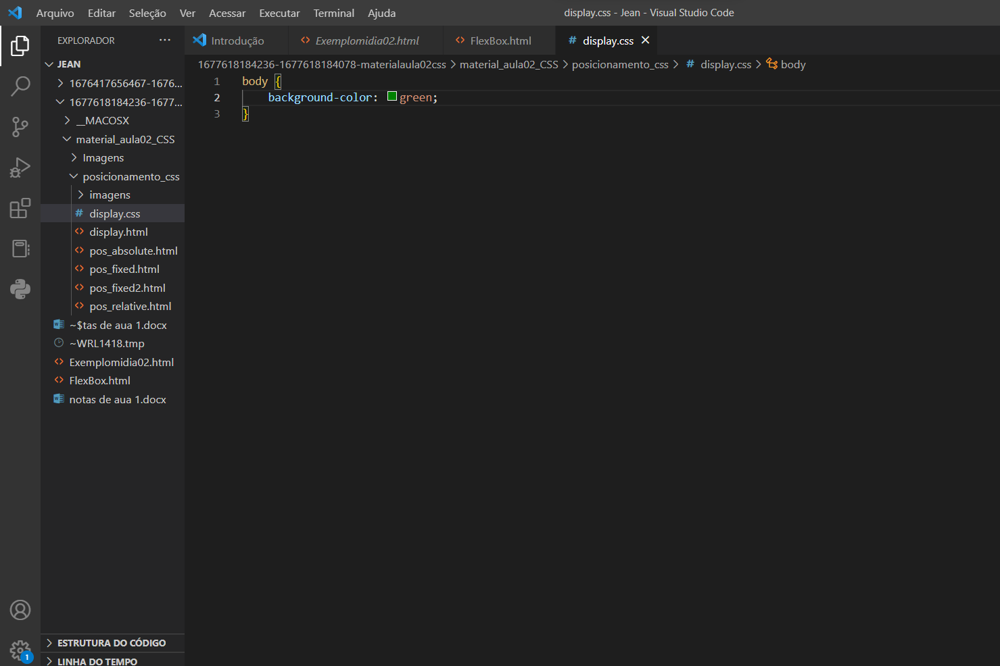 Arquivo Editar Seleção Ver Acessar Executar Terminal Ajuda display.css - Jean - Visual Studio Code
EXPLORADOR ···
Introdução Exemplomidia02.html FlexBox.html display.css
1677618184236-1677618184078-materialaula02css > material_aula02_CSS > posicionamento_css > # display.css > body
JEAN
1676417656467-1676...
1677618184236-1677...
__MACOSX
material_aula02_CSS
Imagens
posicionamento_css
imagens
# display.css
<> display.html
<> pos_absolute.html
<> pos_fixed.html
<> pos_fixed2.html
<> pos_relative.html
~$tas de aua 1.docx
~WRL1418.tmp
<> Exemplomidia02.html
<> FlexBox.html
notas de aua 1.docx
1 body {
2 background-color: green;
3 }
ESTRUTURA DO CÓDIGO
LINHA DO TEMPO
1